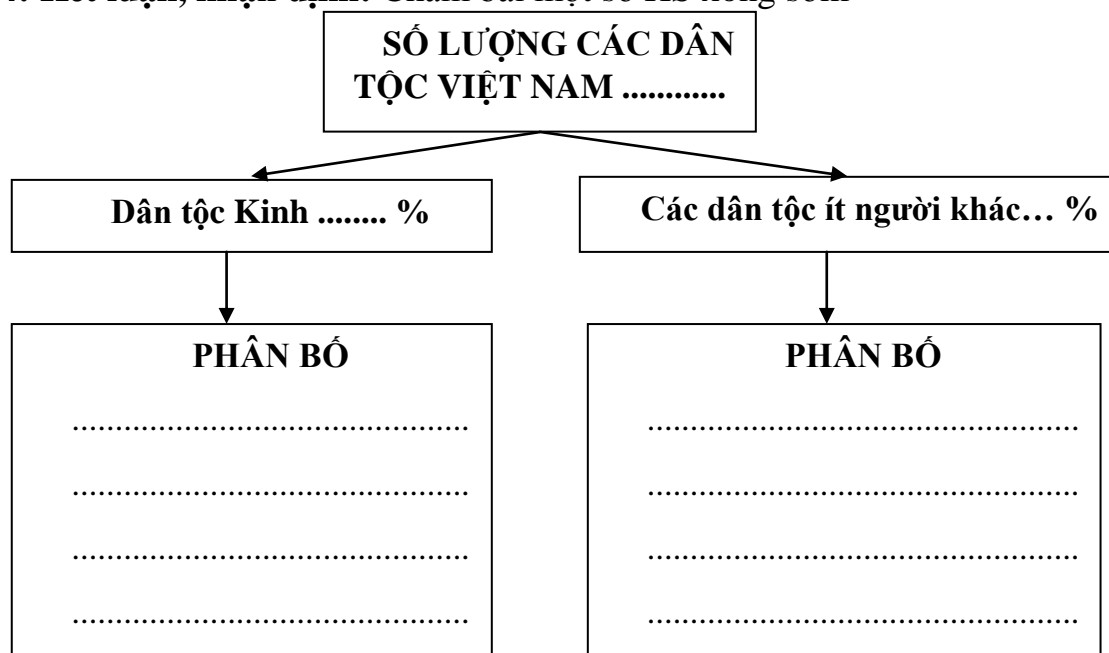 SỐ LƯỢNG CÁC DÂN
TỘC VIỆT NAM ............
Dân tộc Kinh ........ %
Các dân tộc ít người khác… %
PHÂN BỐ
..............................................
..............................................
..............................................
..............................................
PHÂN BỐ
..................................................
..................................................
..................................................
..................................................